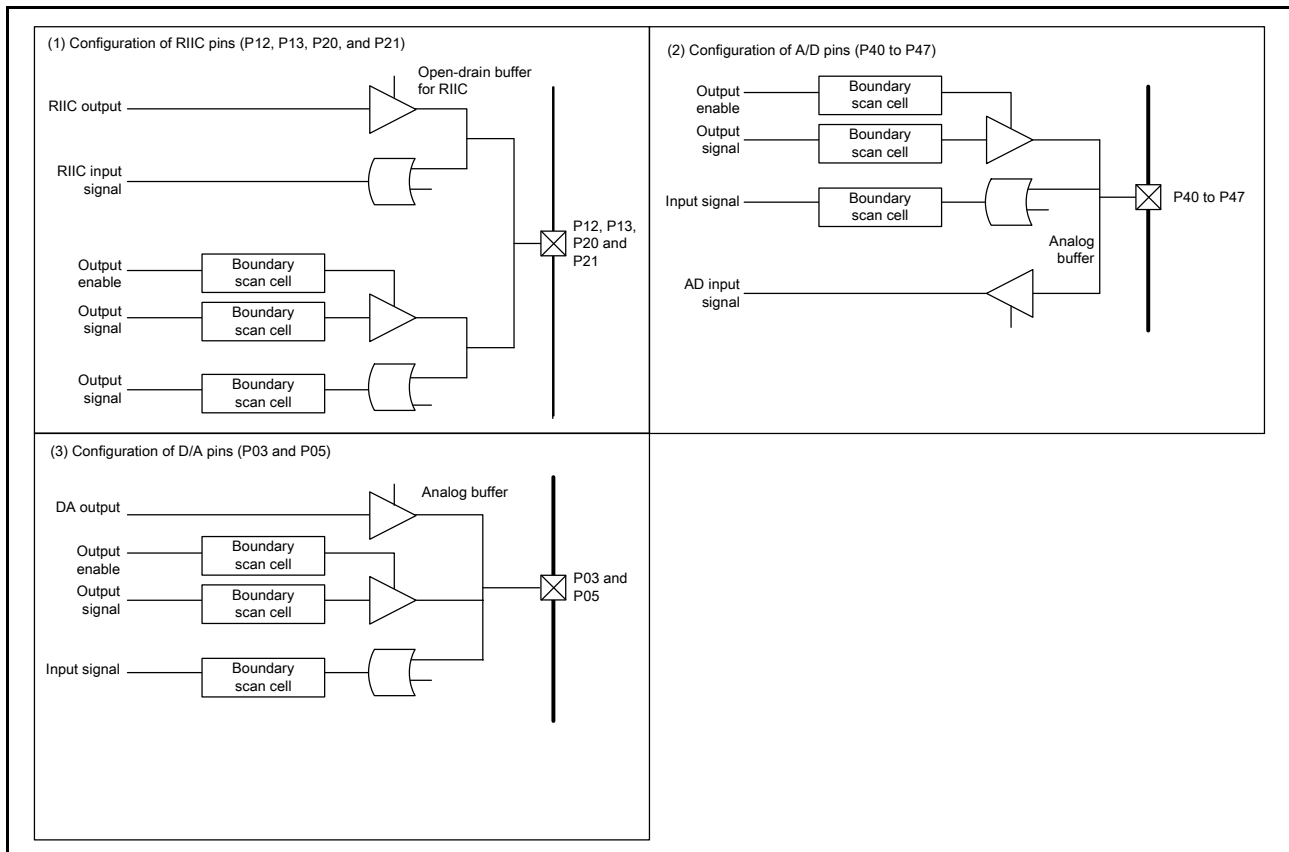 (1) Configuration of RIIC pins (P12, P13, P20, and P21)
Open-drain buffer
for RIIC
RIIC output
RIIC input
signal
P12, P13,
P20 and
P21
Output
enable
Boundary
scan cell
Output
signal
Boundary
scan cell
Output
signal
Boundary
scan cell
(2) Configuration of A/D pins (P40 to P47)
Output
enable
Boundary
scan cell
Output
signal
Boundary
scan cell
Input signal
Boundary
scan cell
P40 to P47
Analog
buffer
AD input
signal
(3) Configuration of D/A pins (P03 and P05)
Analog buffer
DA output
Output
enable
Boundary
scan cell
Output
signal
Boundary
scan cell
P03 and
P05
Input signal
Boundary
scan cell